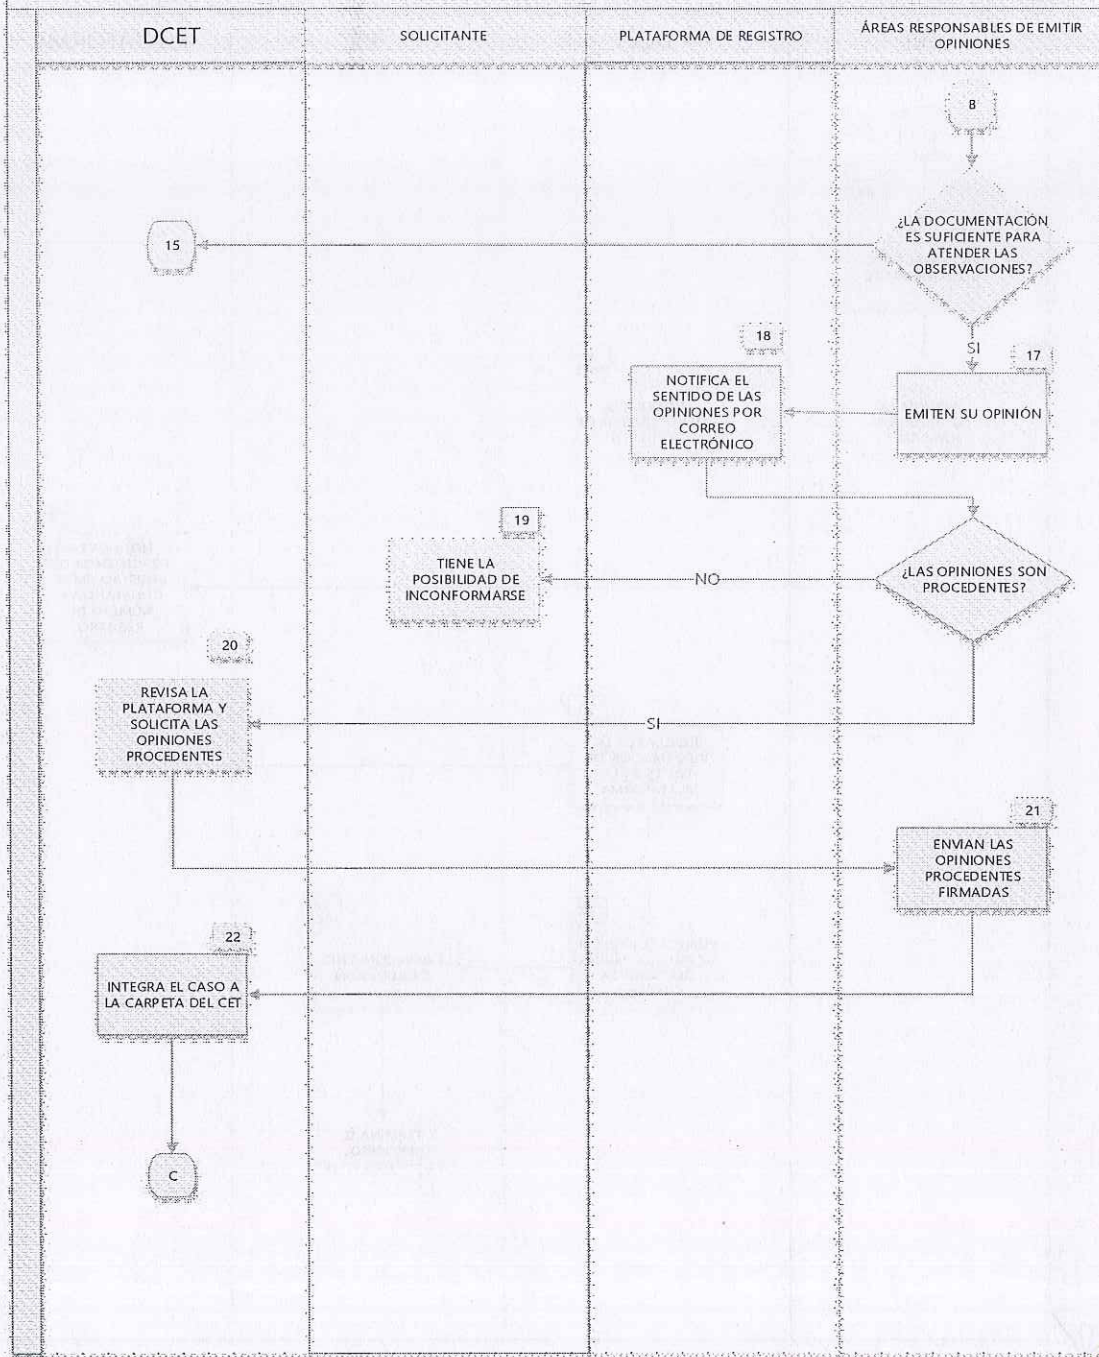 DCET
SOLICITANTE
PLATAFORMA DE REGISTRO
ÁREAS RESPONSABLES DE EMITIR
OPINIONES
8
¿LA DOCUMENTACIÓN
ES SUFICIENTE PARA
ATENDER LAS
OBSERVACIONES?
15
SI
17
EMITEN SU OPINIÓN
18
NOTIFICA EL
SENTIDO DE LAS
OPINIONES POR
CORREO
ELECTRÓNICO
¿LAS OPINIONES SON
PROCEDENTES?
NO
19
TIENE LA
POSIBILIDAD DE
INCONFORMARSE
SI
20
REVISA LA
PLATAFORMA Y
SOLICITA LAS
OPINIONES
PROCEDENTES
21
ENVIAN LAS
OPINIONES
PROCEDENTES
FIRMADAS
22
INTEGRA EL CASO A
LA CARPETA DEL CET
C